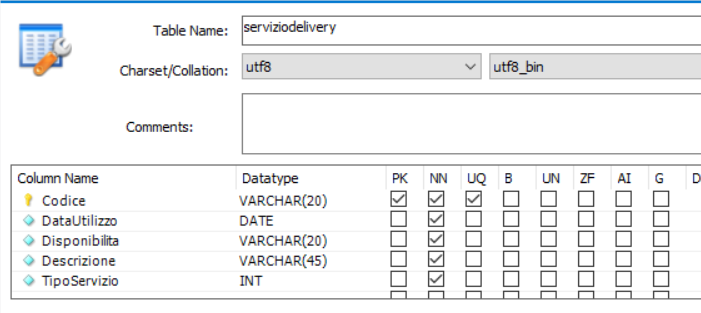 Table Name: serviziodelivery
Charset/Collation: utf8 utf8_bin
Comments:
Column Name Datatype PK NN UQ B UN ZF AI G D
Codice VARCHAR(20)
DataUtilizzo DATE
Disponibilita VARCHAR(20)
Descrizione VARCHAR(45)
TipoServizio INT